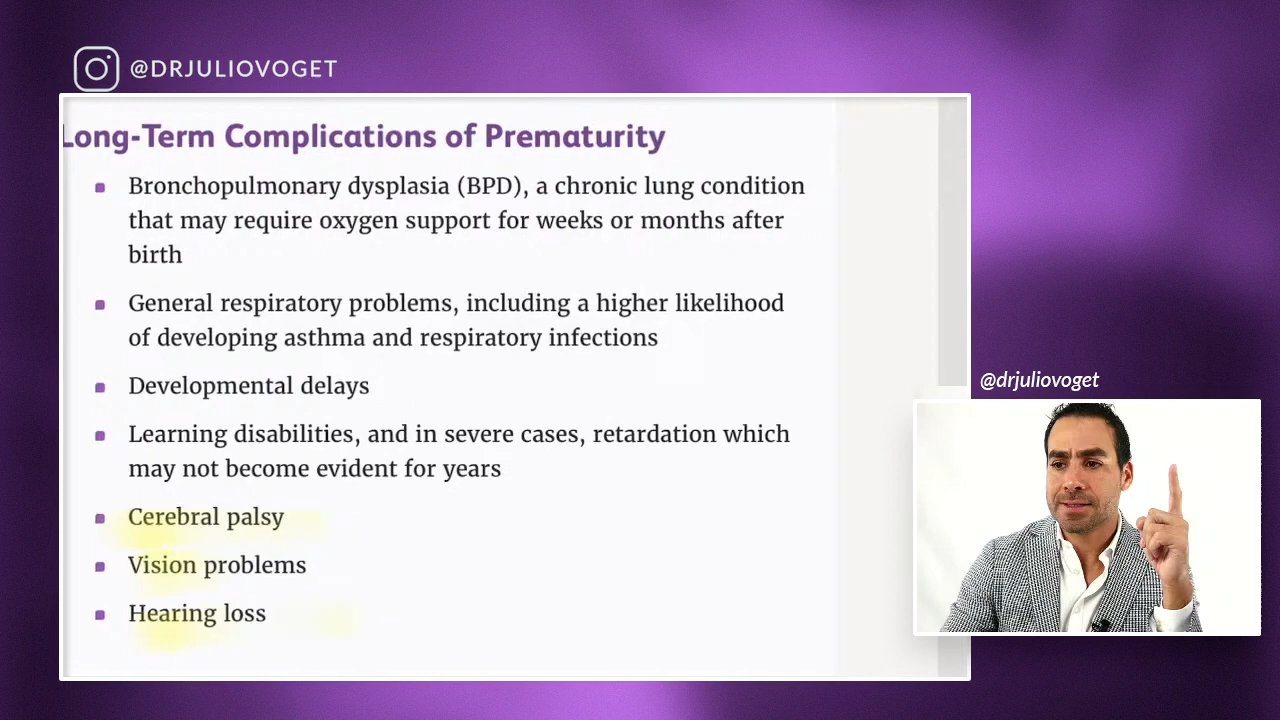 @DRJULIOVOGET
Long-Term Complications of Prematurity
Bronchopulmonary dysplasia (BPD), a chronic lung condition
that may require oxygen support for weeks or months after
birth
General respiratory problems, including a higher likelihood
of developing asthma and respiratory infections
Developmental delays
Learning disabilities, and in severe cases, retardation which
may not become evident for years
Cerebral palsy
Vision problems
Hearing loss
@drjuliovoget